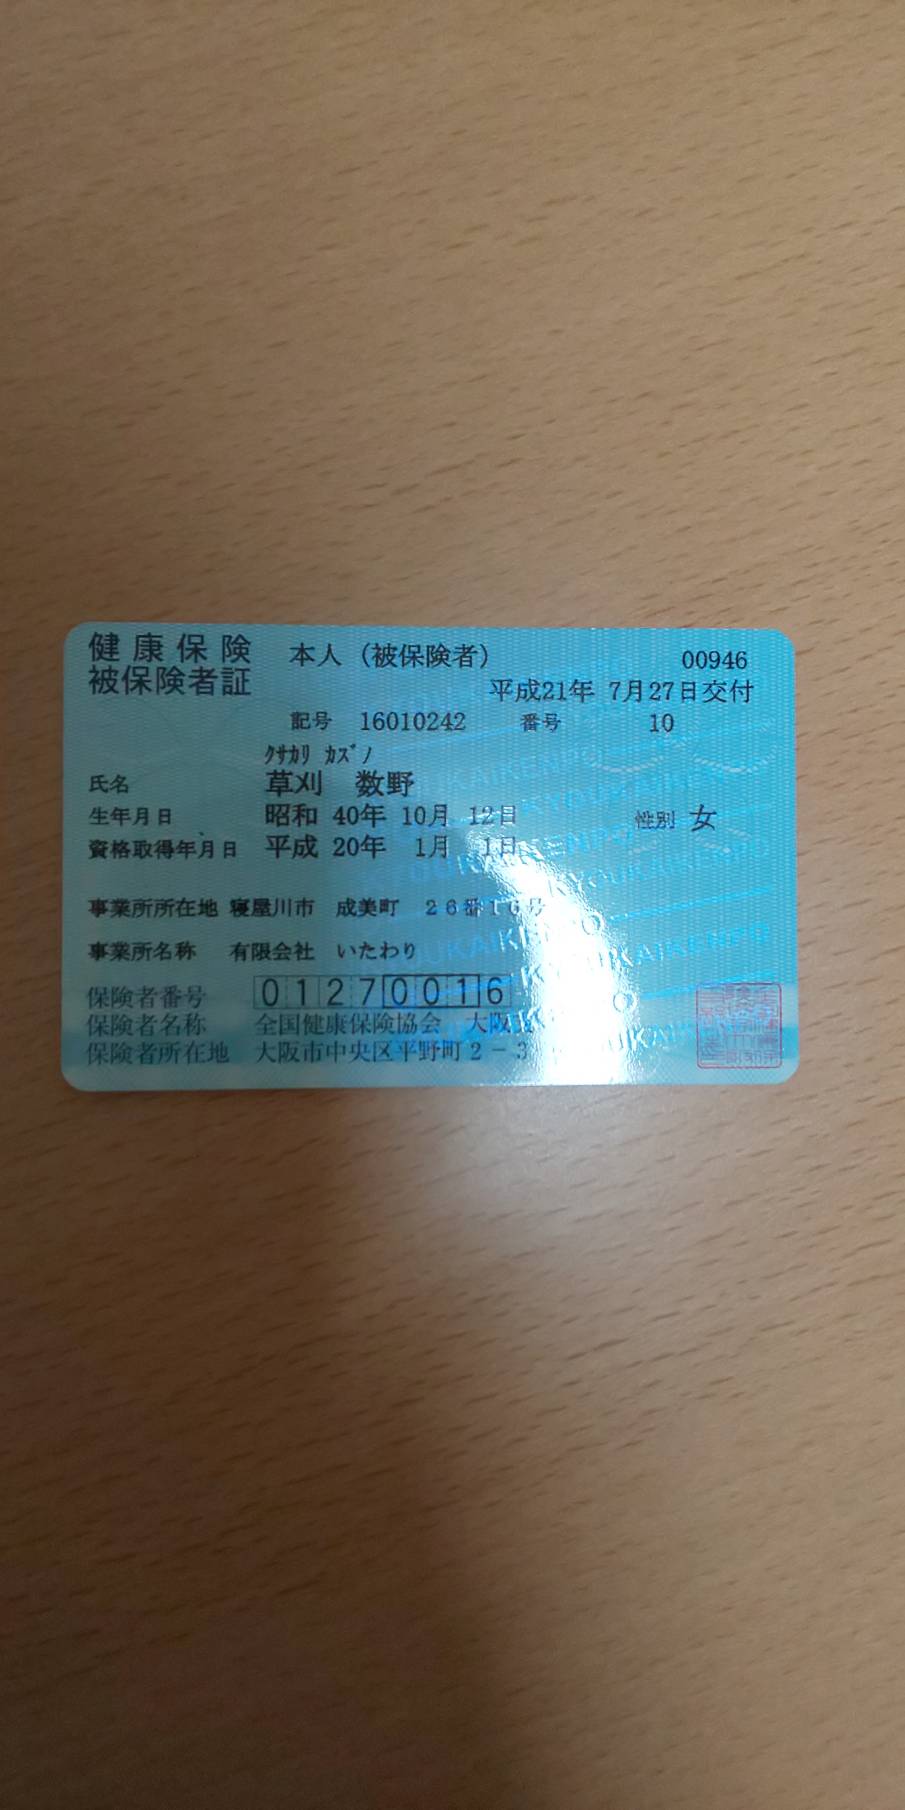 健康保険
被保険者証
本人（被保険者）
00946
平成21年 7月27日交付
記号 16010242 番号 10
ｸｻｶﾘ ｶｽﾞﾉ
氏名 草刈 数野
生年月日 昭和 40年 10月 12日 性別 女
資格取得年月日 平成 20年 1月 1日
事業所所在地 寝屋川市 成美町 26番16号
事業所名称 有限会社 いたわり
保険者番号 01270016
保険者名称 全国健康保険協会 大阪
保険者所在地 大阪市中央区平野町2-3